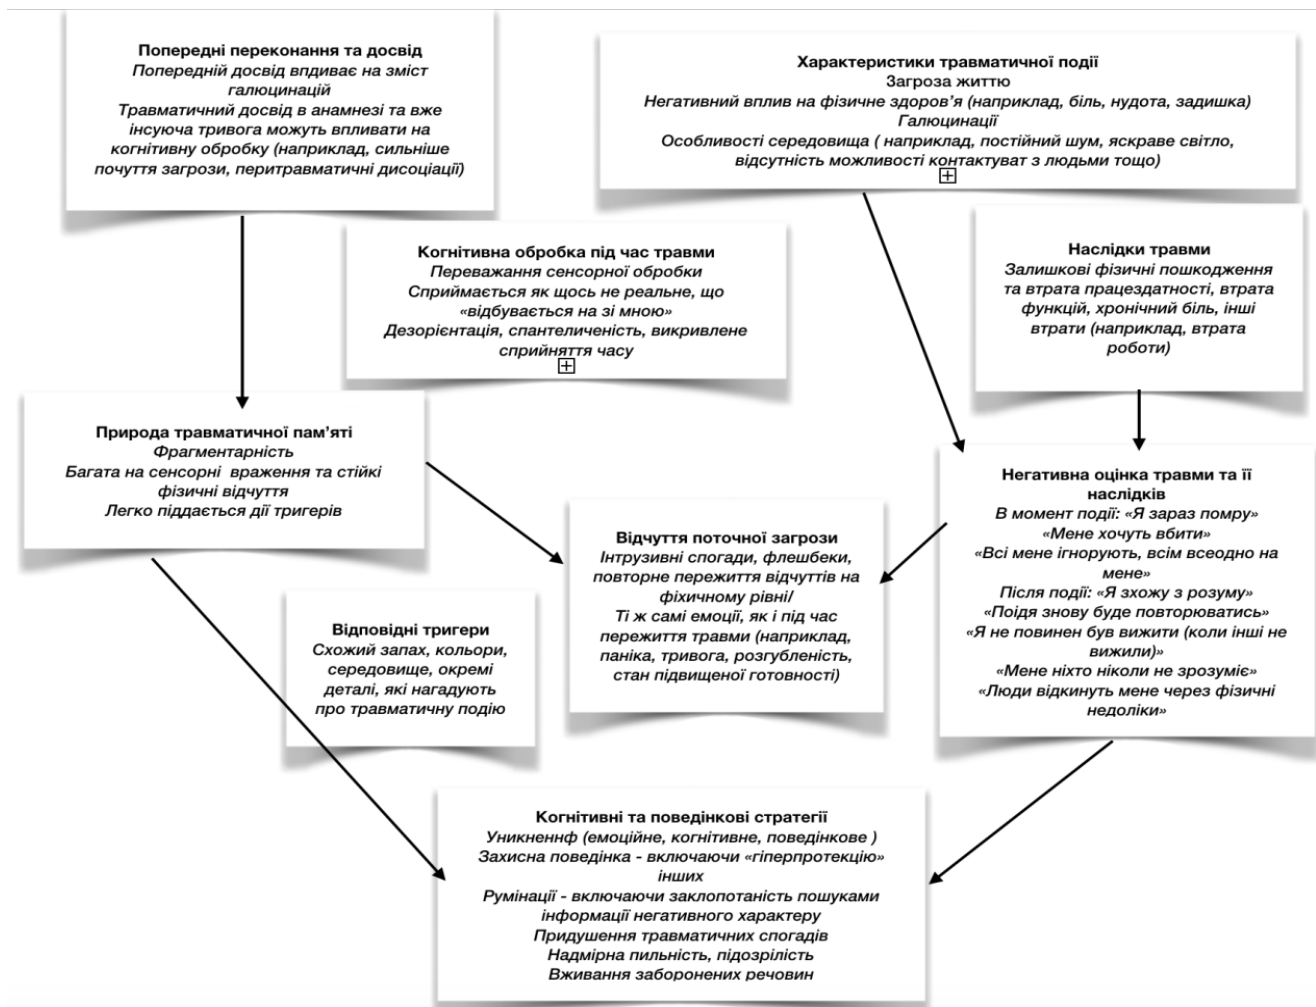 Попередні переконання та досвід
Попередній досвід впдиває на зміст
галюцинацій
Травматичний досвід в анамнезі та вже
інсуюча тривога можуть впливати на
когнітивну обробку (наприклад, сильніше
почуття загрози, перитравматичні дисоціації)
Характеристики травматичної події
Загроза життю
Негативний вплив на фізичне здоров’я (наприклад, біль, нудота, задишка)
Галюцинації
Особливості середовища ( наприклад, постійний шум, яскраве світло,
відсутність можливості контактуват з людьми тощо)
Когнітивна обробка під час травми
Переважання сенсорної обробки
Сприймається як щось не реальне, що
«відбувається на зі мною»
Дезорієнтація, спантеличеність, викривлене
сприйняття часу
Наслідки травми
Залишкові фізичні пошкодження
та втрата працездатності, втрата
функцій, хронічний біль, інші
втрати (наприклад, втрата
роботи)
Природа травматичної пам’яті
Фрагментарність
Багата на сенсорні враження та стійкі
фізичні відчуття
Легко піддається дії тригерів
Негативна оцінка травми та її
наслідків
В момент події: «Я зараз помру»
«Мене хочуть вбити»
«Всі мене ігнорують, всім всеодно на
мене»
Після події: «Я зхожу з розуму»
«Поідя знову буде повторюватись»
«Я не повинен був вижити (коли інші не
вижили)»
«Мене ніхто ніколи не зрозуміє»
«Люди відкинуть мене через фізичні
недоліки»
Відчуття поточної загрози
Інтрузивні спогади, флешбеки,
повторне пережиття відчуттів на
фіхичному рівні/
Ті ж самі емоції, як і під час
пережиття травми (наприклад,
паніка, тривога, розгубленість,
стан підвищеної готовності)
Відповідні тригери
Схожий запах, кольори,
середовище, окремі
деталі, які нагадують
про травматичну подію
Когнітивні та поведінкові стратегії
Уникненнф (емоційне, когнітивне, поведінкове )
Захисна поведінка - включаючи «гіперпротекцію»
інших
Румінації - включаючи заклопотаність пошуками
інформації негативного характеру
Придушення травматичних спогадів
Надмірна пильність, підозрілість
Вживання заборонених речовин